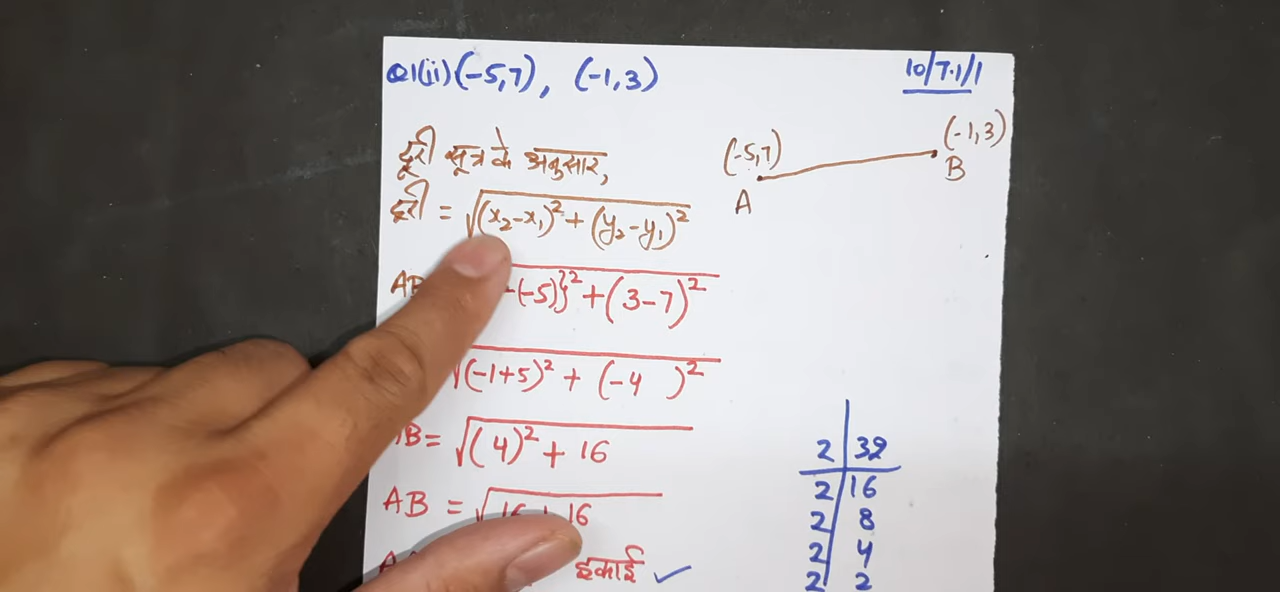 Q1(ii) (-5,7), (-1,3)
10/7.1/1
दूरी सूत्र के अनुसार,
दूरी = √(x₂-x₁)² + (y₂-y₁)²
(-5,7)
A
(-1,3)
B
AB -(-5)}² + (3-7)²
√(-1+5)² + (-4 )²
B = √(4)² + 16
AB = √16 + 16
इकाई ✓
2 | 32
2 | 16
2 | 8
2 | 4
2 | 2